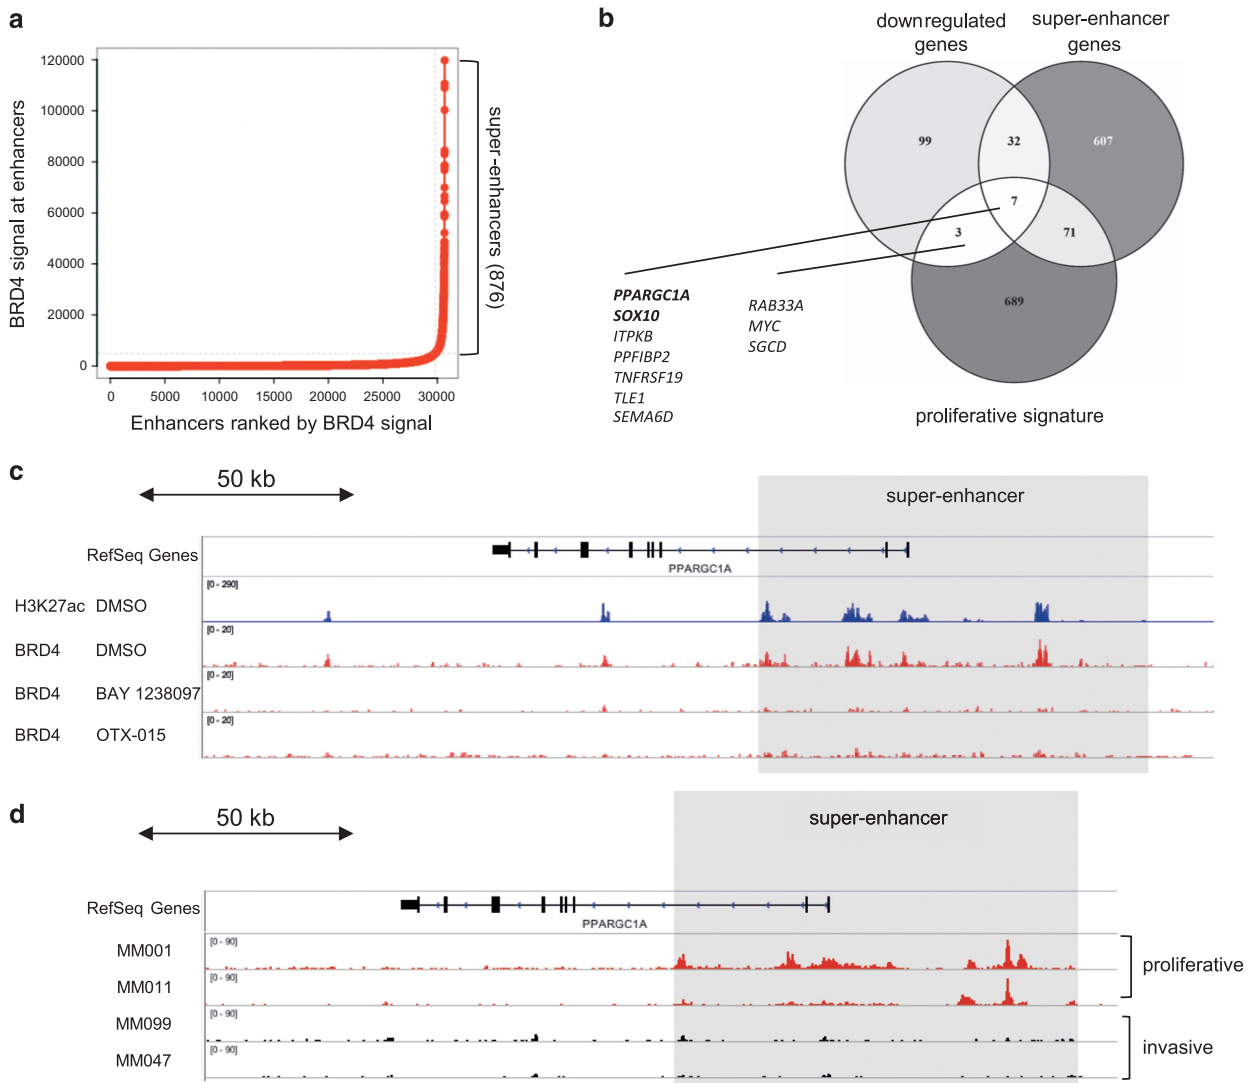 a
BRD4 signal at enhancers
120000
100000
80000
60000
40000
20000
0
0 5000 10000 15000 20000 25000 30000
Enhancers ranked by BRD4 signal
super-enhancers (876)
b
downregulated genes
super-enhancer genes
99
32
607
7
3
71
689
PPARGC1A
SOX10
ITPKB
PPFIBP2
TNFRSF19
TLE1
SEMA6D
RAB33A
MYC
SGCD
proliferative signature
c
50 kb
super-enhancer
RefSeq Genes
PPARGC1A
[0 - 290]
H3K27ac DMSO
[0 - 20]
BRD4 DMSO
[0 - 20]
BRD4 BAY 1238097
[0 - 20]
BRD4 OTX-015
d
50 kb
super-enhancer
RefSeq Genes
PPARGC1A
[0 - 90]
MM001
[0 - 90]
MM011
proliferative
[0 - 90]
MM099
[0 - 90]
MM047
invasive